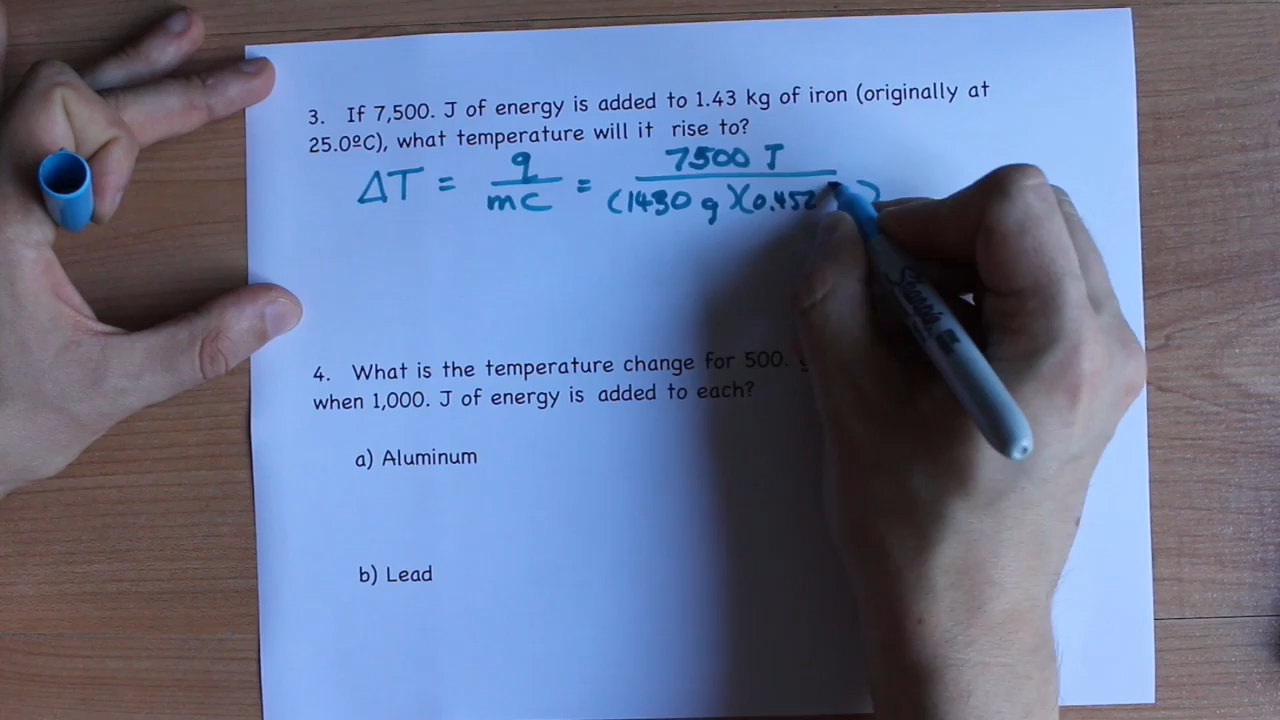 3. If 7,500. J of energy is added to 1.43 kg of iron (originally at
25.0ºC), what temperature will it rise to?
ΔT = q/mC = 7500 J/(1430 g)(0.452
4. What is the temperature change for 500.
when 1,000. J of energy is added to each?
a) Aluminum
b) Lead
Sharpie